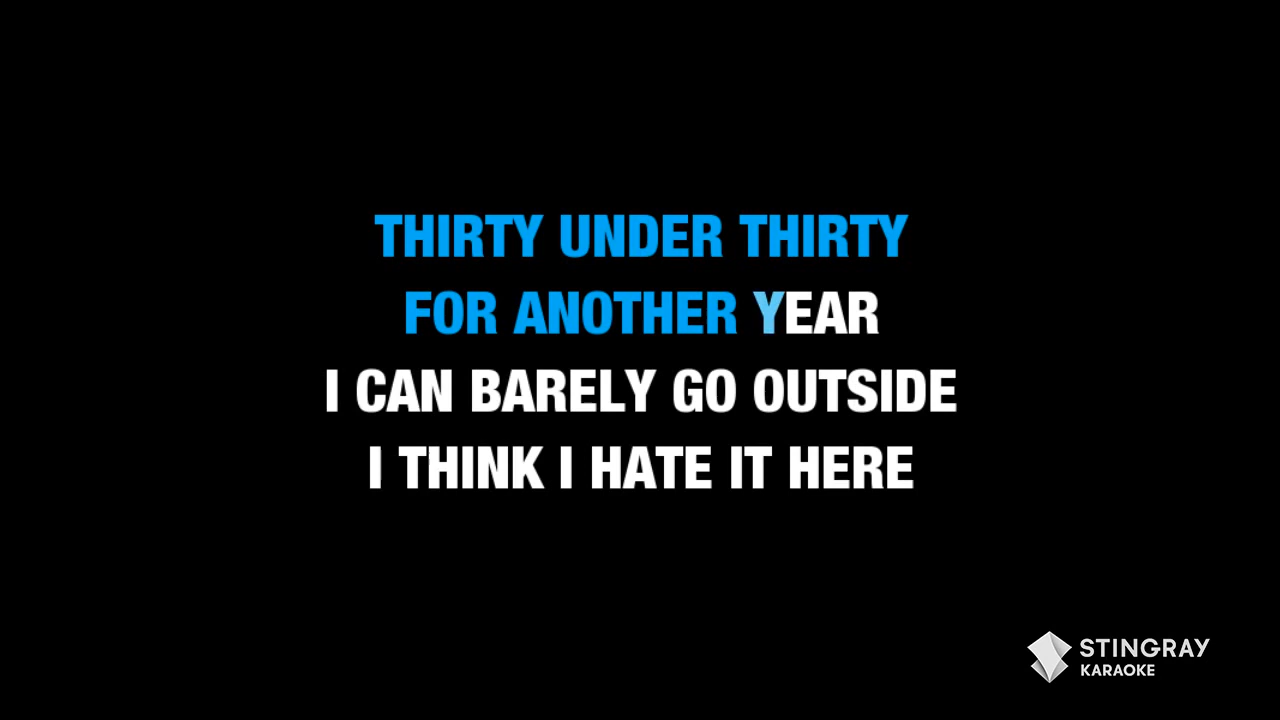 THIRTY UNDER THIRTY
FOR ANOTHER YEAR
I CAN BARELY GO OUTSIDE
I THINK I HATE IT HERE
STINGRAY
KARAOKE